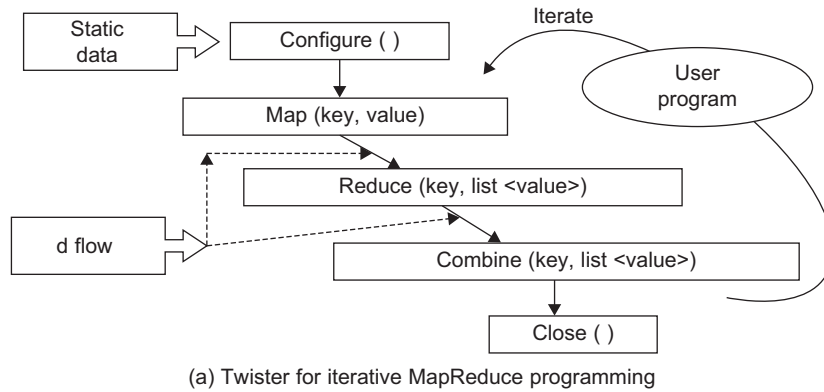 Static
data
Configure ( )
Iterate
User
program
Map (key, value)
Reduce (key, list <value>)
d flow
Combine (key, list <value>)
Close ( )
(a) Twister for iterative MapReduce programming